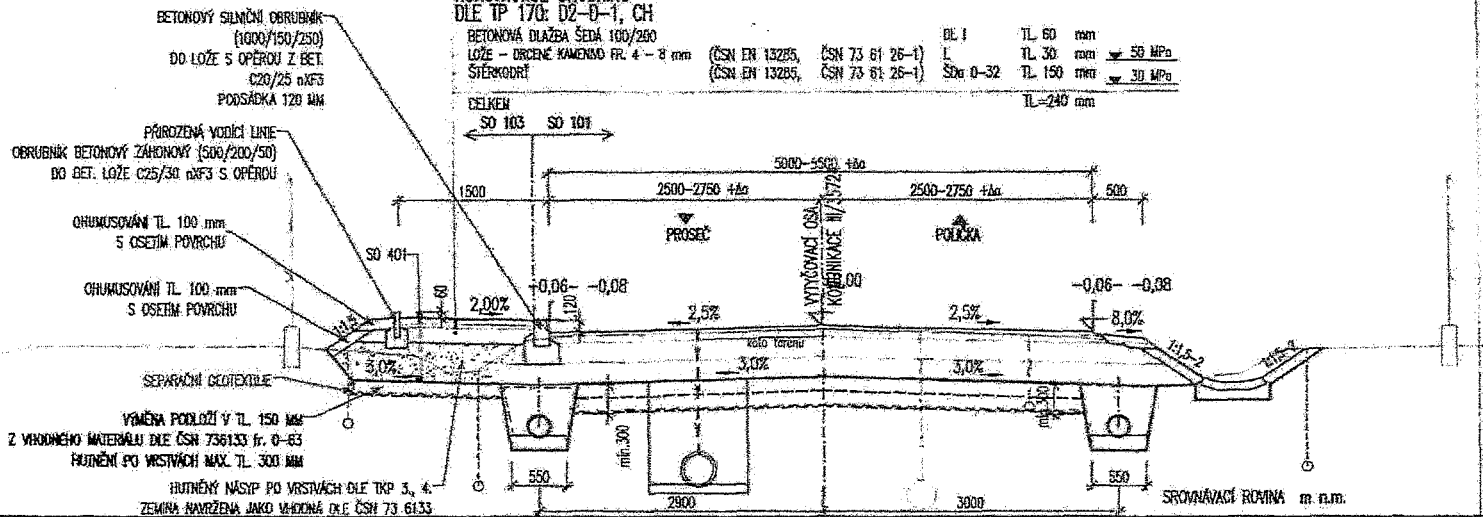 DLE TP 170: D2-D-1, CH
BETONOVÁ DLAŽBA ŠEDÁ 100/200 DL I TL. 60 mm
LOŽE - DRCENÉ KAMENIVO FR. 4 - 8 mm (ČSN EN 13285, ČSN 73 61 26-1) L TL. 30 mm 50 MPa
ŠTĚRKODRŤ (ČSN EN 13285, ČSN 73 61 26-1) ŠDa 0-32 TL. 150 mm 30 MPa
CELKEM TL=240 mm
BETONOVÝ SILNIČNÍ OBRUBNÍK
(1000/150/250)
DO LOŽE S OPĚROU Z BET.
C20/25 nXF3
PODSÁDKA 120 MM
PŘIROZENÁ VODÍCÍ LINIE
OBRUBNÍK BETONOVÝ ZÁHONOVÝ (500/200/50)
DO BET. LOŽE C25/30 nXF3 S OPĚROU
OHUMUSOVÁNÍ TL. 100 mm
S OSETÍM POVRCHU
OHUMUSOVÁNÍ TL. 100 mm
S OSETÍM POVRCHU
SEPARAČNÍ GEOTEXTILIE
VÝMĚNA PODLOŽÍ V TL. 150 MM
Z VHODNÉHO MATERIÁLU DLE ČSN 736133 fr. 0-63
HUTNĚNÍ PO VRSTVÁCH MAX. TL. 300 MM
HUTNĚNÝ NÁSYP PO VRSTVÁCH DLE TKP 3., 4.
ZEMINA NAVRŽENA JAKO VHODNÁ DLE ČSN 73 6133
SO 103 SO 101
5000-5500 +Δa
1500 2500-2750 +Δa 2500-2750 +Δa 500
PROSEČ
POLIČKA
VYTYČOVACÍ OSA
KOMUNIKACE III/3572
SO 401
60
2,00%
-0,06- -0,08
120
2,5%
2,5%
-0,06- -0,08
8,0%
1:1,5
1:1,5-2
3,0%
3,0%
3,0%
min.300
min.300
550
2900
3000
550
SROVNÁVACÍ ROVINA m n.m.